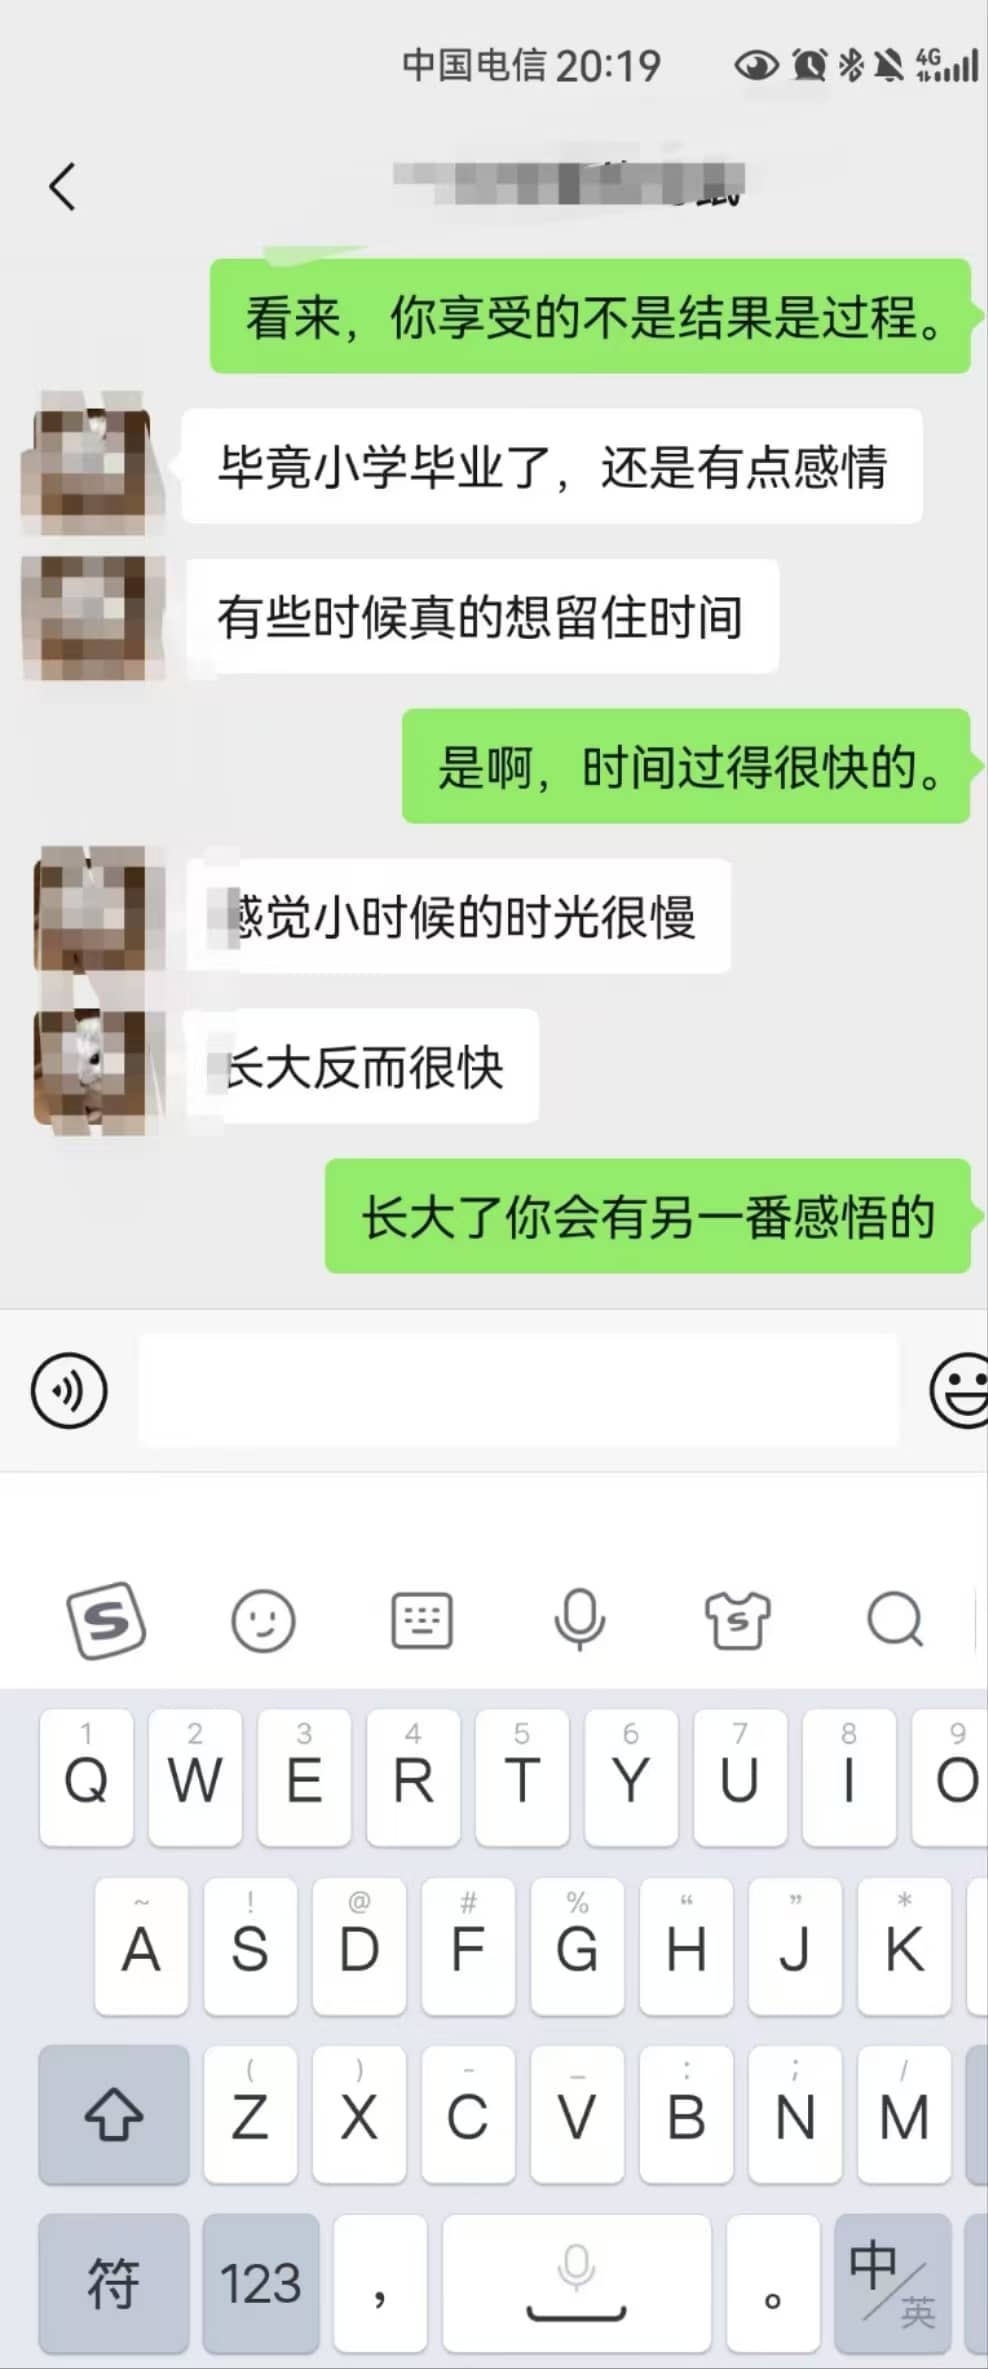 中国电信 20:19 4G
看来，你享受的不是结果是过程。
毕竟小学毕业了，还是有点感情
有些时候真的想留住时间
是啊，时间过得很快的。
感觉小时候的时光很慢
长大反而很快
长大了你会有另一番感悟的
S S
1 2 3 4 5 6 7 8 9
Q W E R T Y U I O
~ ! @ # % “ ” *
A S D F G H J K
( ) - _ : ; /
Z X C V B N M
符 123 ， 。 中/英